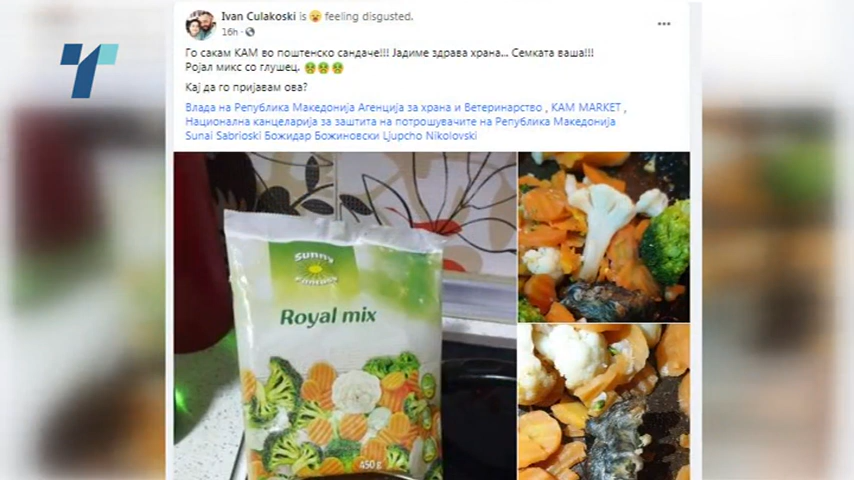 Ivan Culakoski is feeling disgusted.
16h
Го сакам КАМ во поштенско сандаче!!! Јадиме здрава храна... Семката ваша!!!
Ројал микс со глушец.
Кај да го пријавам ова?
Влада на Република Македонија Агенција за храна и Ветеринарство , KAM MARKET ,
Национална канцеларија за заштита на потрошувачите на Република Македонија
Sunai Sabrioski Божидар Божиновски Ljupcho Nikolovski
Sunny
Royal mix
450 g